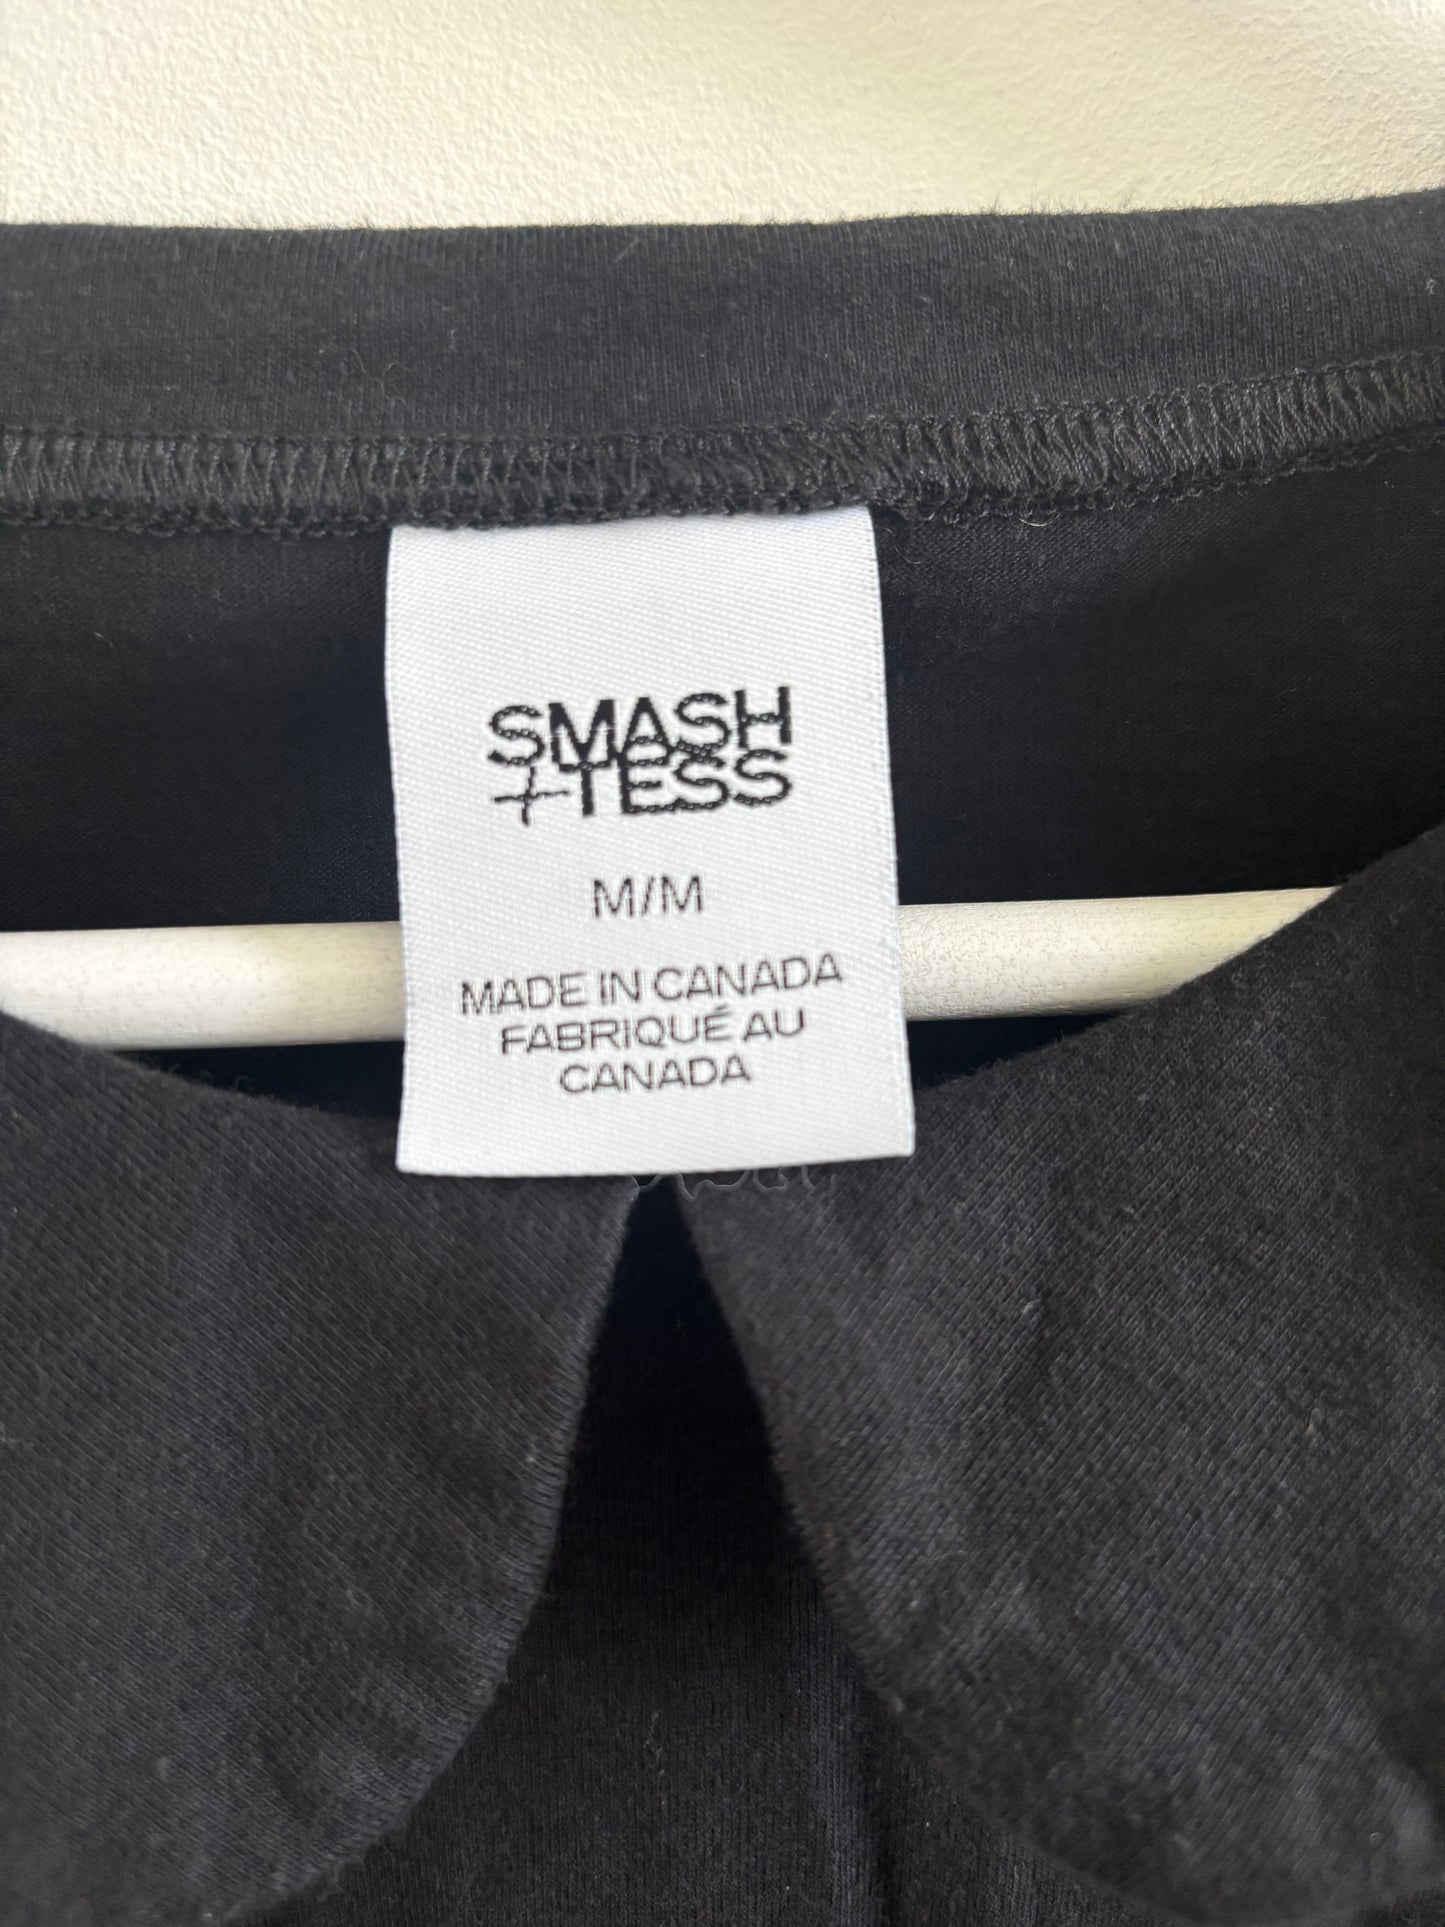 SMASH
+TESS
M/M
MADE IN CANADA
FABRIQUÉ AU
CANADA